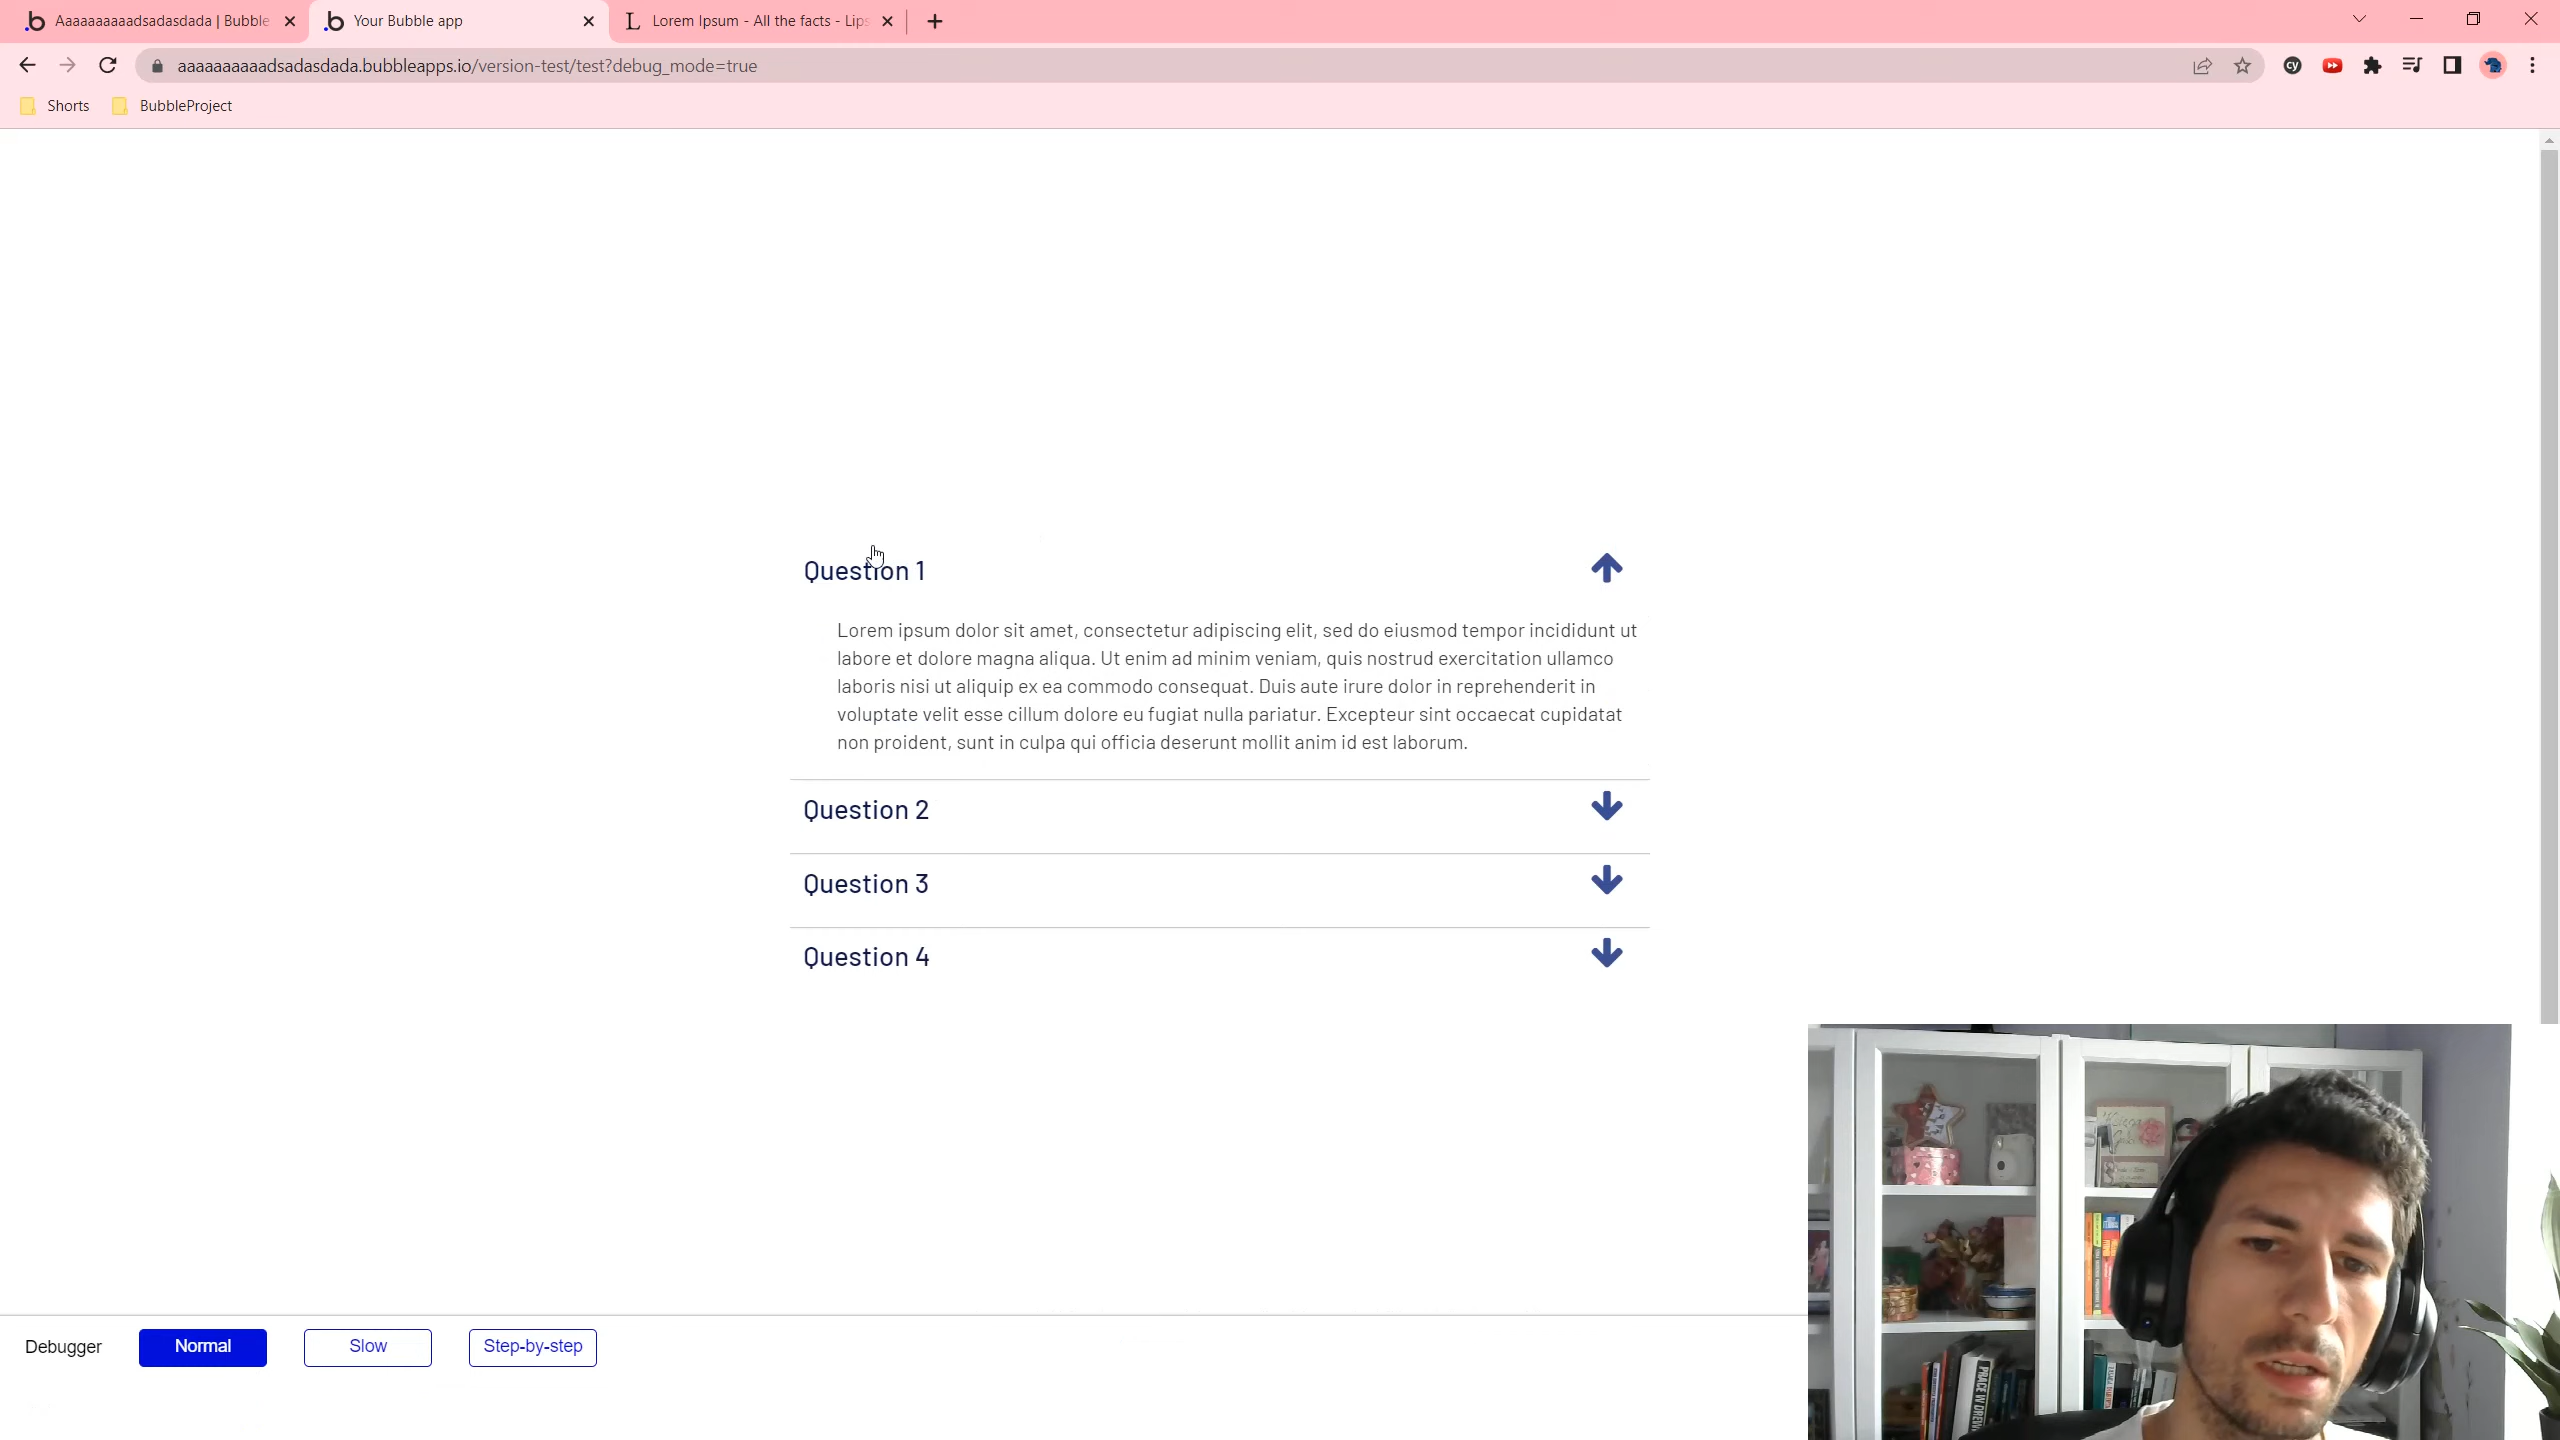 Aaaaaaaaaadsadasdada | Bubble
Your Bubble app
Lorem Ipsum - All the facts - Lips
aaaaaaaaaadsadasdada.bubbleapps.io/version-test/test?debug_mode=true
Shorts
BubbleProject
Question 1
Lorem ipsum dolor sit amet, consectetur adipiscing elit, sed do eiusmod tempor incididunt ut
labore et dolore magna aliqua. Ut enim ad minim veniam, quis nostrud exercitation ullamco
laboris nisi ut aliquip ex ea commodo consequat. Duis aute irure dolor in reprehenderit in
voluptate velit esse cillum dolore eu fugiat nulla pariatur. Excepteur sint occaecat cupidatat
non proident, sunt in culpa qui officia deserunt mollit anim id est laborum.
Question 2
Question 3
Question 4
Debugger
Normal
Slow
Step-by-step